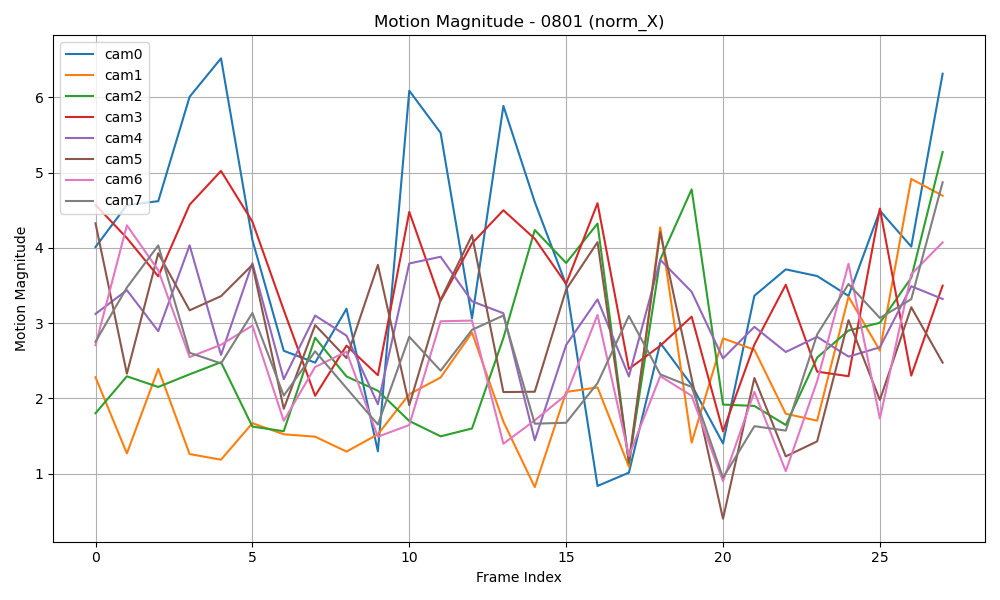 Motion Magnitude - 0801 (norm_X)
cam0
cam1
cam2
cam3
cam4
cam5
cam6
cam7
Motion Magnitude
6
5
4
3
2
1
0
5
10
15
20
25
Frame Index